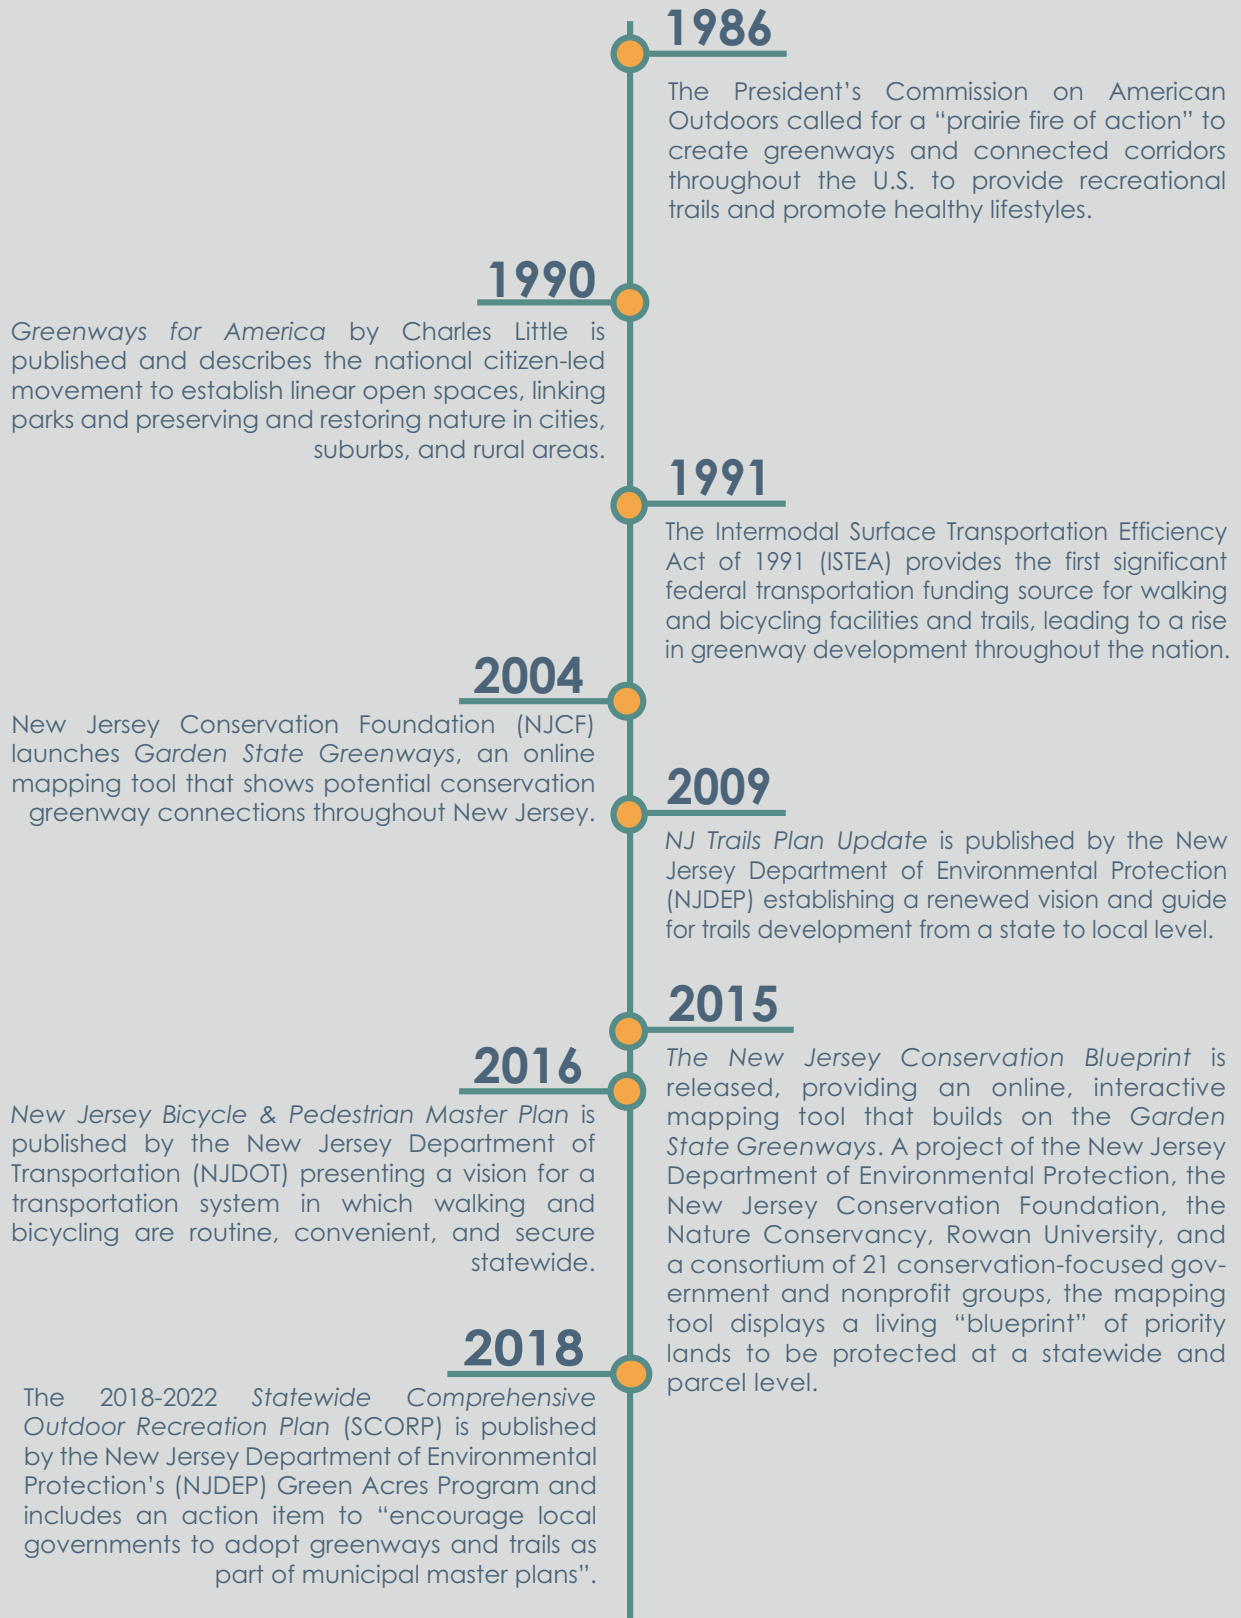 1986
The President’s Commission on American
Outdoors called for a “prairie fire of action” to
create greenways and connected corridors
throughout the U.S. to provide recreational
trails and promote healthy lifestyles.
1990
Greenways for America by Charles Little is
published and describes the national citizen-led
movement to establish linear open spaces, linking
parks and preserving and restoring nature in cities,
suburbs, and rural areas.
1991
The Intermodal Surface Transportation Efficiency
Act of 1991 (ISTEA) provides the first significant
federal transportation funding source for walking
and bicycling facilities and trails, leading to a rise
in greenway development throughout the nation.
2004
New Jersey Conservation Foundation (NJCF)
launches Garden State Greenways, an online
mapping tool that shows potential conservation
greenway connections throughout New Jersey.
2009
NJ Trails Plan Update is published by the New
Jersey Department of Environmental Protection
(NJDEP) establishing a renewed vision and guide
for trails development from a state to local level.
2015
The New Jersey Conservation Blueprint is
released, providing an online, interactive
mapping tool that builds on the Garden
State Greenways. A project of the New Jersey
Department of Environmental Protection, the
New Jersey Conservation Foundation, the
Nature Conservancy, Rowan University, and
a consortium of 21 conservation-focused gov-
ernment and nonprofit groups, the mapping
tool displays a living “blueprint” of priority
lands to be protected at a statewide and
parcel level.
2016
New Jersey Bicycle & Pedestrian Master Plan is
published by the New Jersey Department of
Transportation (NJDOT) presenting a vision for a
transportation system in which walking and
bicycling are routine, convenient, and secure
statewide.
2018
The 2018-2022 Statewide Comprehensive
Outdoor Recreation Plan (SCORP) is published
by the New Jersey Department of Environmental
Protection’s (NJDEP) Green Acres Program and
includes an action item to “encourage local
governments to adopt greenways and trails as
part of municipal master plans”.